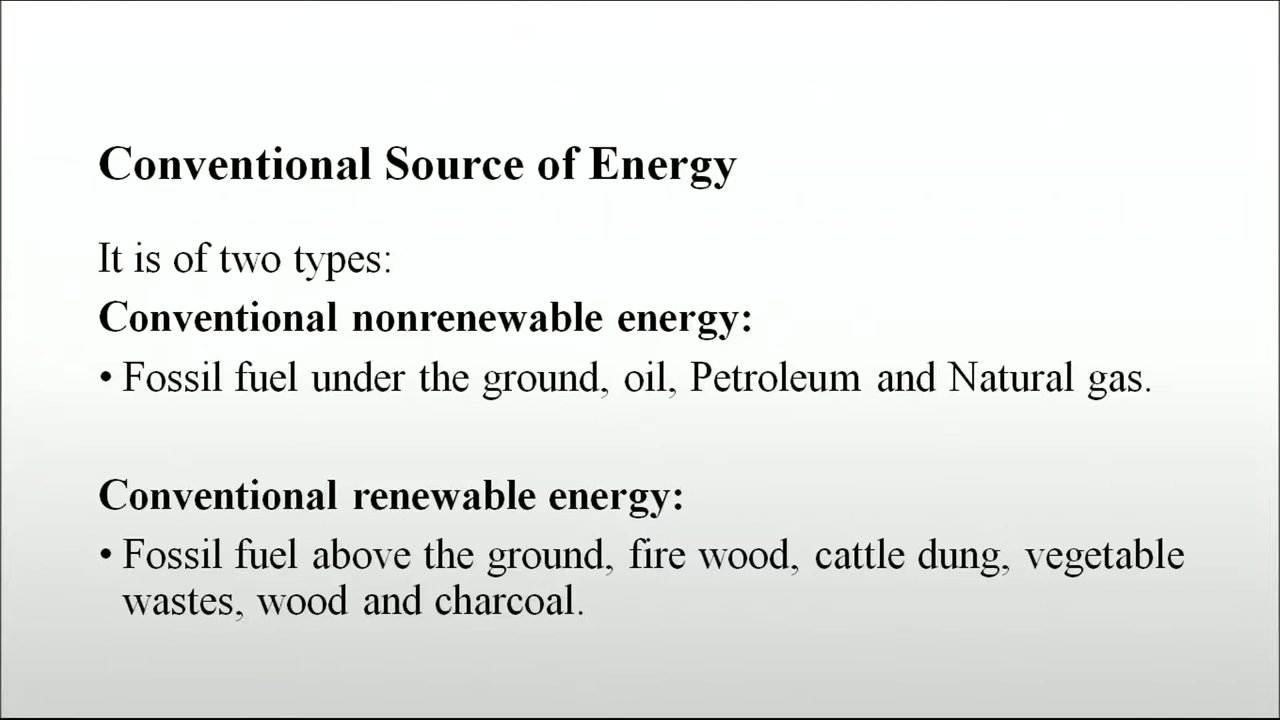 Conventional Source of Energy
It is of two types:
Conventional nonrenewable energy:
• Fossil fuel under the ground, oil, Petroleum and Natural gas.
Conventional renewable energy:
• Fossil fuel above the ground, fire wood, cattle dung, vegetable
wastes, wood and charcoal.